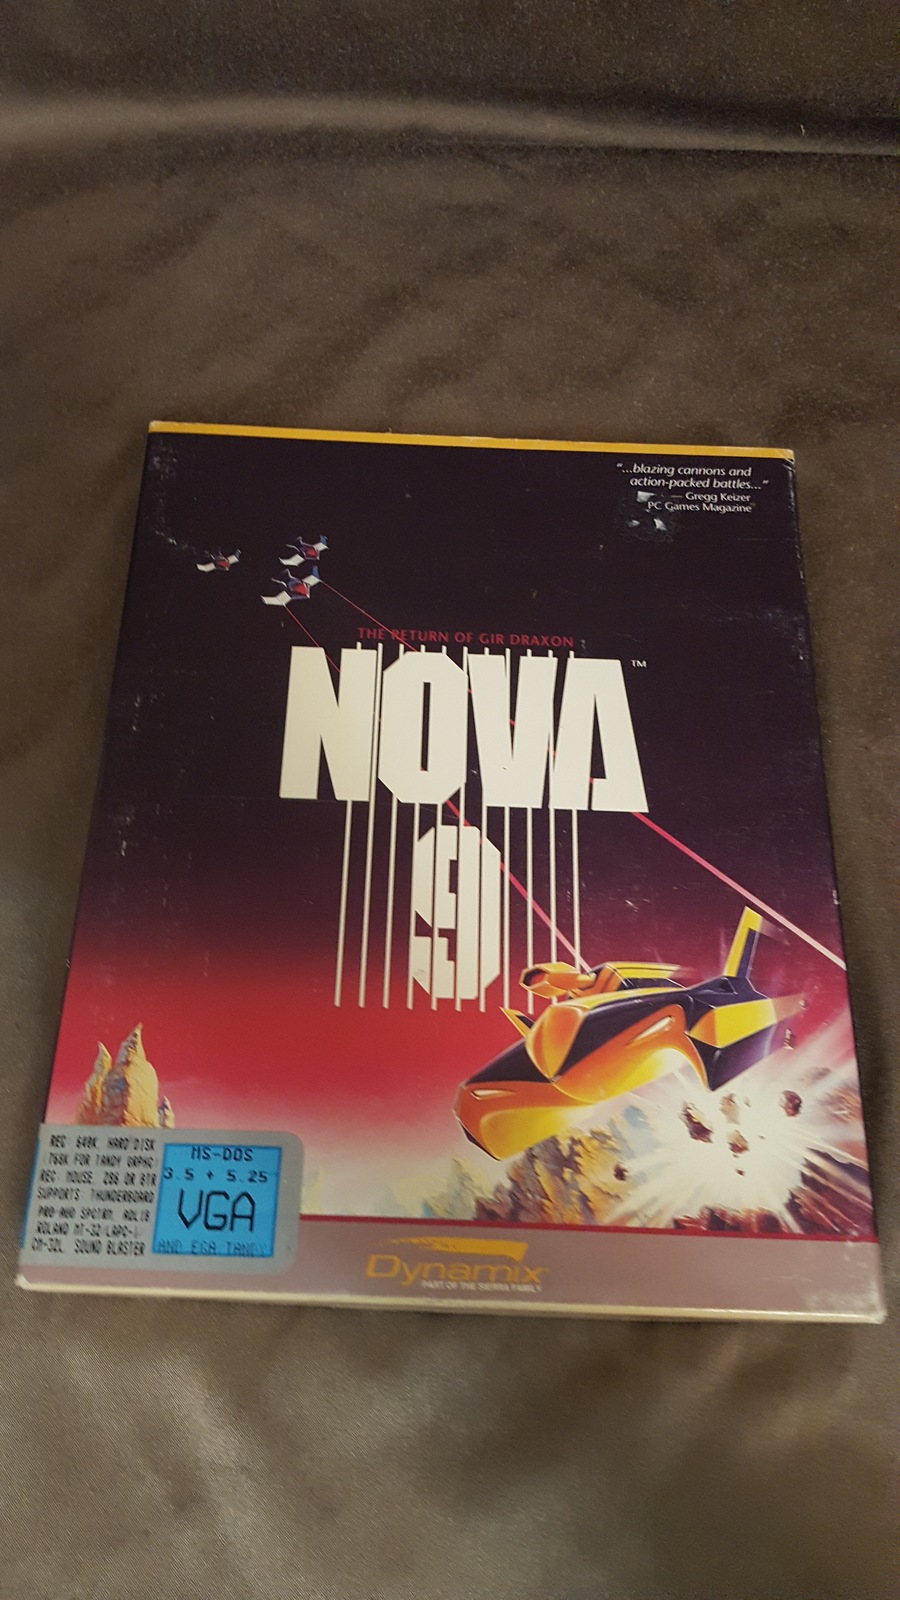 "...blazing cannons and
action-packed battles..."
— Gregg Keizer
PC Games Magazine
THE RETURN OF GIR DRAXON
NOVA™
9
REC: 640K, HARD DISK
768K FOR TANDY GRPHC
REC: MOUSE, 286 OR BTR
SUPPORTS: THUNDERBOARD
PRO AUD SPCTRM, ADLIB
ROLAND MT-32/LAPC-1/
CM-32L, SOUND BLASTER
MS-DOS
3.5 + 5.25
VGA
AND EGA TANDY
Dynamix
PART OF THE SIERRA FAMILY